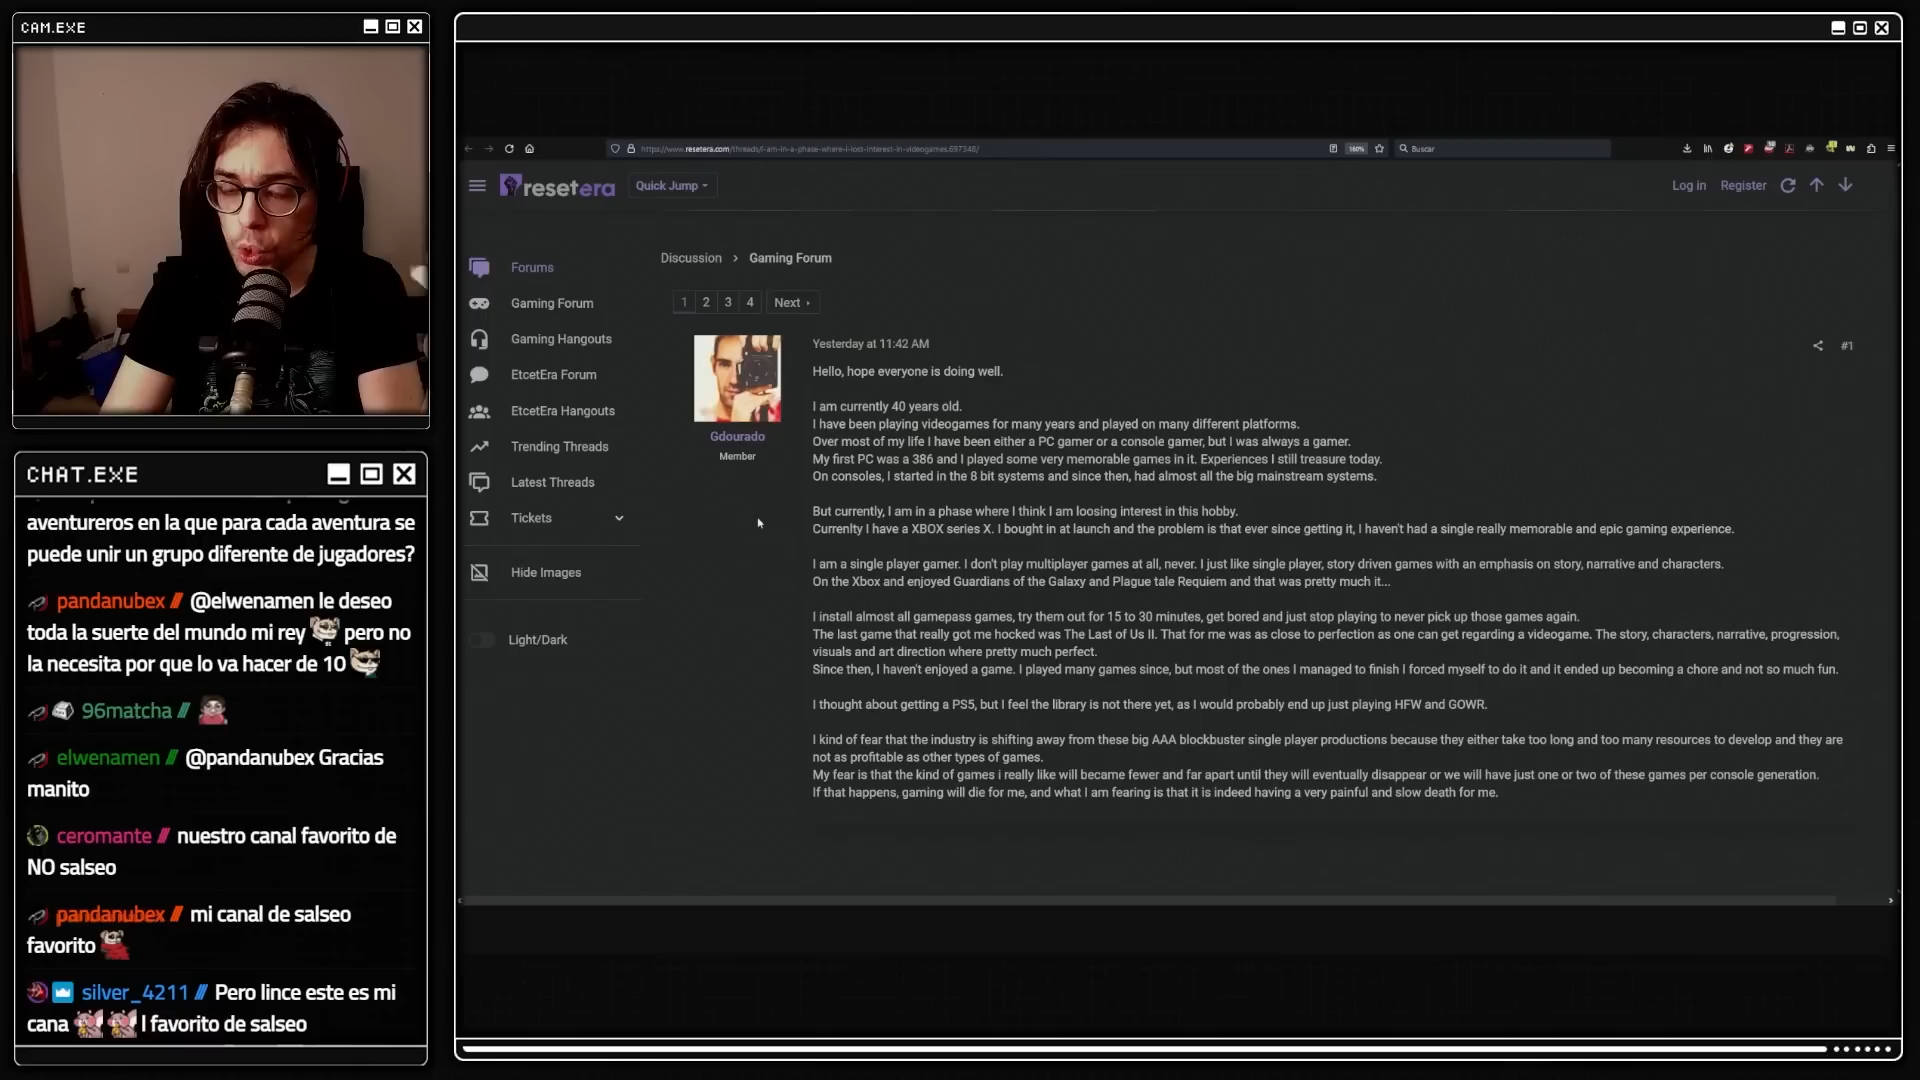 CAM.EXE
CHAT.EXE
aventureros en la que para cada aventura se
puede unir un grupo diferente de jugadores?
pandanubex // @elwenamen le deseo
toda la suerte del mundo mi rey pero no
la necesita por que lo va hacer de 10
96matcha //
elwenamen // @pandanubex Gracias
manito
ceromante // nuestro canal favorito de
NO salseo
pandanubex // mi canal de salseo
favorito
silver_4211 // Pero lince este es mi
cana l favorito de salseo
https://www.resetera.com/threads/i-am-in-a-phase-where-i-lost-interest-in-videogames.697348/
160%
Buscar
resetera
Quick Jump
Log in
Register
Forums
Gaming Forum
Gaming Hangouts
EtcetEra Forum
EtcetEra Hangouts
Trending Threads
Latest Threads
Tickets
Hide Images
Light/Dark
Discussion > Gaming Forum
1 2 3 4 Next
Gdourado
Member
Yesterday at 11:42 AM
#1
Hello, hope everyone is doing well.
I am currently 40 years old.
I have been playing videogames for many years and played on many different platforms.
Over most of my life I have been either a PC gamer or a console gamer, but I was always a gamer.
My first PC was a 386 and I played some very memorable games in it. Experiences I still treasure today.
On consoles, I started in the 8 bit systems and since then, had almost all the big mainstream systems.
But currently, I am in a phase where I think I am loosing interest in this hobby.
Currenlty I have a XBOX series X. I bought in at launch and the problem is that ever since getting it, I haven't had a single really memorable and epic gaming experience.
I am a single player gamer. I don't play multiplayer games at all, never. I just like single player, story driven games with an emphasis on story, narrative and characters.
On the Xbox and enjoyed Guardians of the Galaxy and Plague tale Requiem and that was pretty much it...
I install almost all gamepass games, try them out for 15 to 30 minutes, get bored and just stop playing to never pick up those games again.
The last game that really got me hocked was The Last of Us II. That for me was as close to perfection as one can get regarding a videogame. The story, characters, narrative, progression,
visuals and art direction where pretty much perfect.
Since then, I haven't enjoyed a game. I played many games since, but most of the ones I managed to finish I forced myself to do it and it ended up becoming a chore and not so much fun.
I thought about getting a PS5, but I feel the library is not there yet, as I would probably end up just playing HFW and GOWR.
I kind of fear that the industry is shifting away from these big AAA blockbuster single player productions because they either take too long and too many resources to develop and they are
not as profitable as other types of games.
My fear is that the kind of games i really like will became fewer and far apart until they will eventually disappear or we will have just one or two of these games per console generation.
If that happens, gaming will die for me, and what I am fearing is that it is indeed having a very painful and slow death for me.